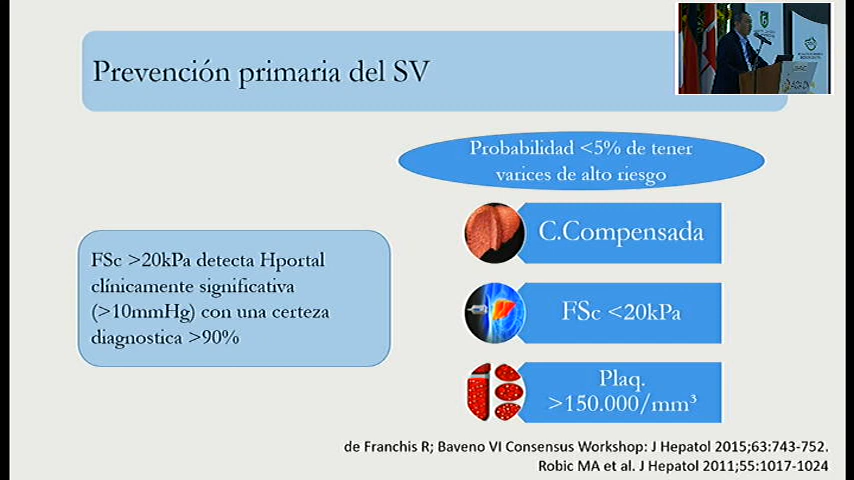 Prevención primaria del SV
Probabilidad <5% de tener
varices de alto riesgo
C.Compensada
FSc >20kPa detecta Hportal
clínicamente significativa
(>10mmHg) con una certeza
diagnostica >90%
FSc <20kPa
Plaq.
>150.000/mm³
de Franchis R; Baveno VI Consensus Workshop: J Hepatol 2015;63:743-752.
Robic MA et al. J Hepatol 2011;55:1017-1024